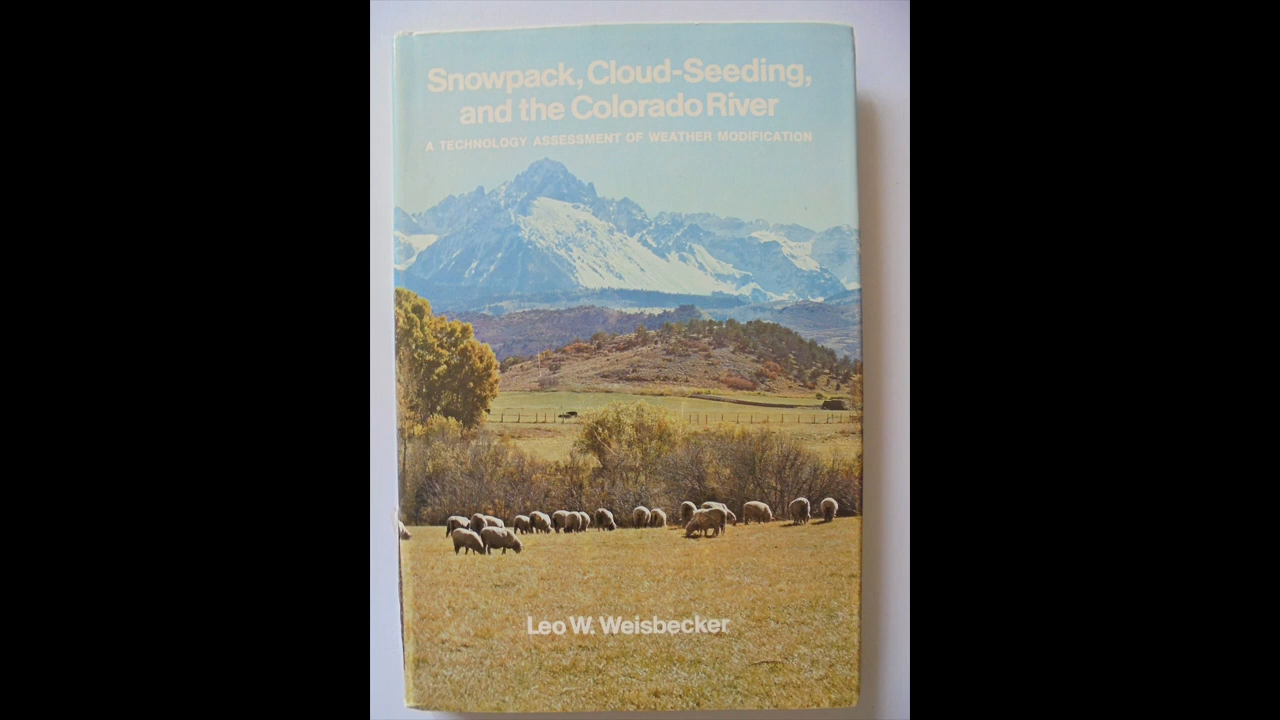 Snowpack, Cloud-Seeding,
and the Colorado River
A TECHNOLOGY ASSESSMENT OF WEATHER MODIFICATION
Leo W. Weisbecker